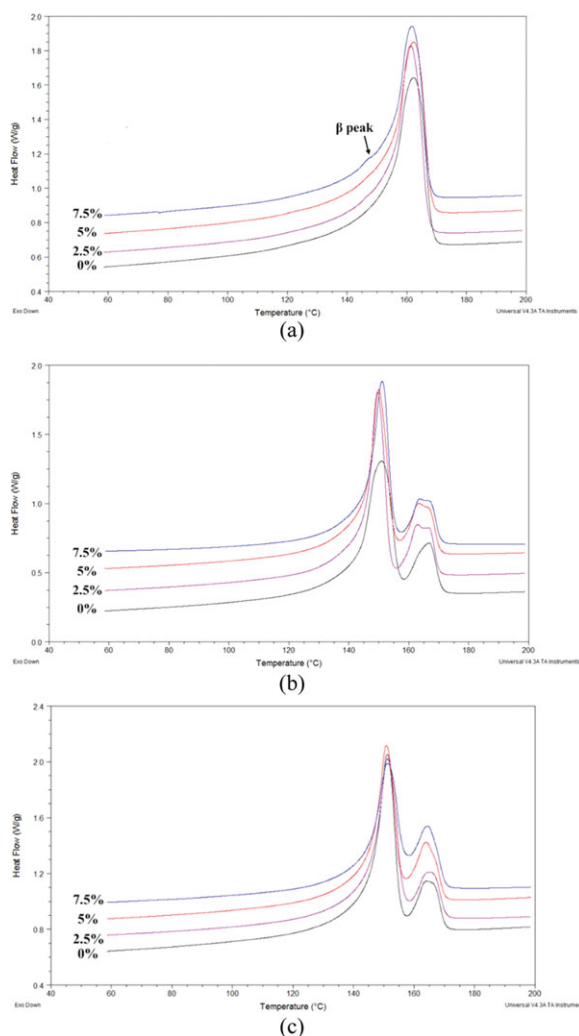 2.0
1.8
1.6
1.4
1.2
1.0
0.8
0.6
0.4
Heat Flow (W/g)
β peak
7.5%
5%
2.5%
0%
40 60 80 100 120 140 160 180 200
Exo Down
Temperature (°C)
Universal V4.3A TA Instruments
(a)
2.0
1.5
1.0
0.5
0.0
Heat Flow (W/g)
7.5%
5%
2.5%
0%
40 60 80 100 120 140 160 180 200
Exo Down
Temperature (°C)
Universal V4.3A TA Instruments
(b)
2.4
2.0
1.6
1.2
0.8
0.4
Heat Flow (W/g)
7.5%
5%
2.5%
0%
40 60 80 100 120 140 160 180 200
Exo Down
Temperature (°C)
Universal V4.3A TA Instruments
(c)